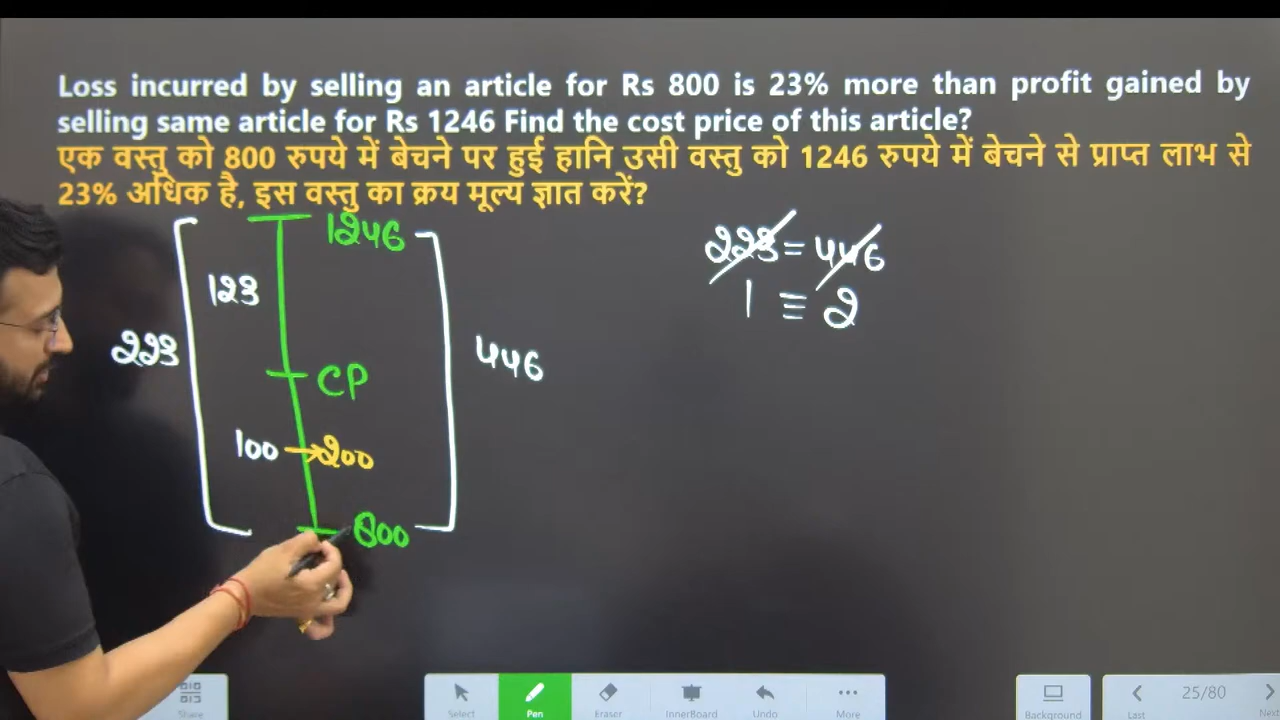 Loss incurred by selling an article for Rs 800 is 23% more than profit gained by
selling same article for Rs 1246 Find the cost price of this article?
एक वस्तु को 800 रुपये में बेचने पर हुई हानि उसी वस्तु को 1246 रुपये में बेचने से प्राप्त लाभ से
23% अधिक है, इस वस्तु का क्रय मूल्य ज्ञात करें?
1246
123
223
CP
446
100 → 200
800
223 = 446
1 ≡ 2
Share
Select
Pen
Eraser
InnerBoard
Undo
More
Background
Last
25/80
Next